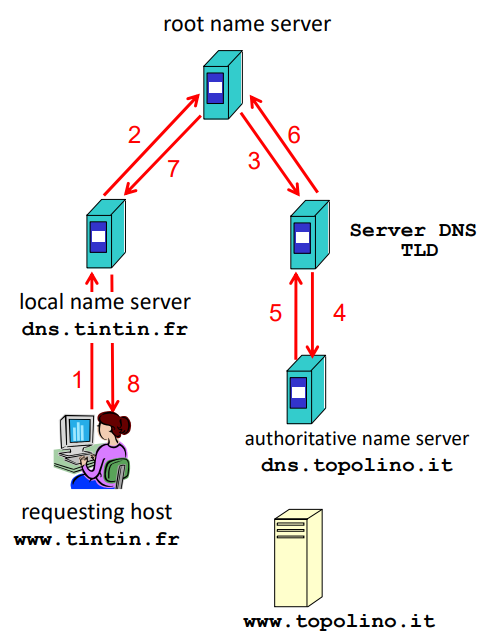 root name server
2
7
3
6
Server DNS
TLD
local name server
dns.tintin.fr
5
4
1
8
authoritative name server
dns.topolino.it
requesting host
www.tintin.fr
www.topolino.it